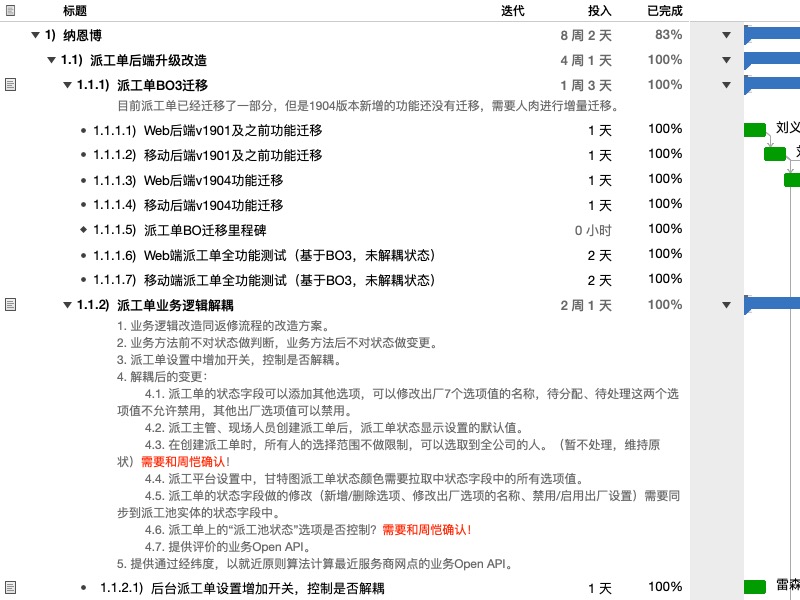 标题 迭代 投入 已完成
1) 纳恩博 8 周 2 天 83%
1.1) 派工单后端升级改造 4 周 1 天 100%
1.1.1) 派工单BO3迁移 1 周 3 天 100%
目前派工单已经迁移了一部分，但是1904版本新增的功能还没有迁移，需要人肉进行增量迁移。
1.1.1.1) Web后端v1901及之前功能迁移 1 天 100% 刘义
1.1.1.2) 移动后端v1901及之前功能迁移 1 天 100%
1.1.1.3) Web后端v1904功能迁移 1 天 100%
1.1.1.4) 移动后端v1904功能迁移 1 天 100%
1.1.1.5) 派工单BO迁移里程碑 0 小时 100%
1.1.1.6) Web端派工单全功能测试（基于BO3，未解耦状态） 2 天 100%
1.1.1.7) 移动端派工单全功能测试（基于BO3，未解耦状态） 2 天 100%
1.1.2) 派工单业务逻辑解耦 2 周 1 天 100%
1. 业务逻辑改造同返修流程的改造方案。
2. 业务方法前不对状态做判断，业务方法后不对状态做变更。
3. 派工单设置中增加开关，控制是否解耦。
4. 解耦后的变更：
4.1. 派工单的状态字段可以添加其他选项，可以修改出厂7个选项值的名称，待分配、待处理这两个选
项值不允许禁用，其他出厂选项值可以禁用。
4.2. 派工主管、现场人员创建派工单后，派工单状态显示设置的默认值。
4.3. 在创建派工单时，所有人的选择范围不做限制，可以选取到全公司的人。（暂不处理，维持原
状）需要和周恺确认！
4.4. 派工平台设置中，甘特图派工单状态颜色需要拉取中状态字段中的所有选项值。
4.5. 派工单的状态字段做的修改（新增/删除选项、修改出厂选项的名称、禁用/启用出厂设置）需要同
步到派工池实体的状态字段中。
4.6. 派工单上的“派工池状态”选项是否控制？需要和周恺确认！
4.7. 提供评价的业务Open API。
5. 提供通过经纬度，以就近原则算法计算最近服务商网点的业务Open API。
1.1.2.1) 后台派工单设置增加开关，控制是否解耦 1 天 100% 雷森